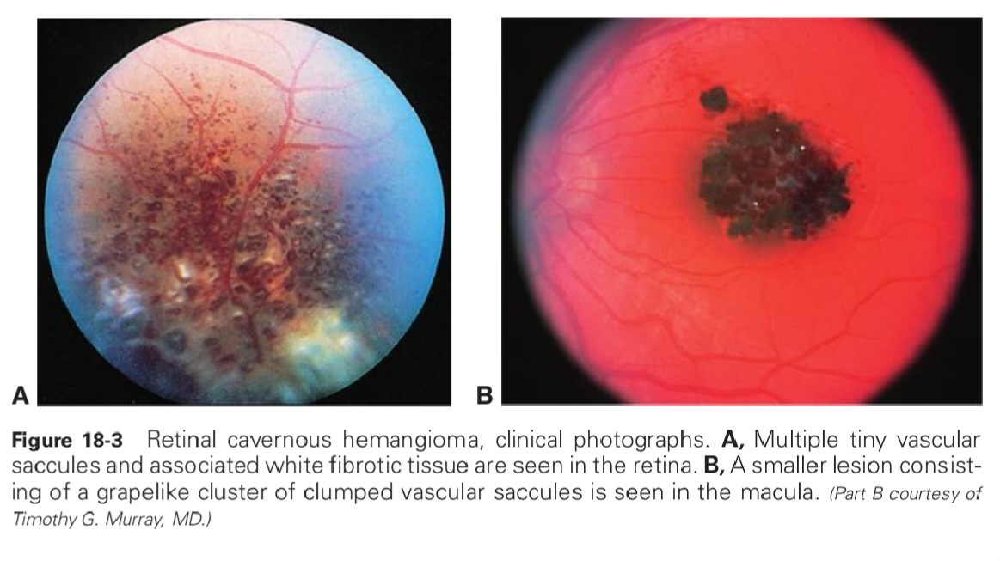 A
B
Figure 18-3 Retinal cavernous hemangioma, clinical photographs. A, Multiple tiny vascular
saccules and associated white fibrotic tissue are seen in the retina. B, A smaller lesion consist-
ing of a grapelike cluster of clumped vascular saccules is seen in the macula. (Part B courtesy of
Timothy G. Murray, MD.)